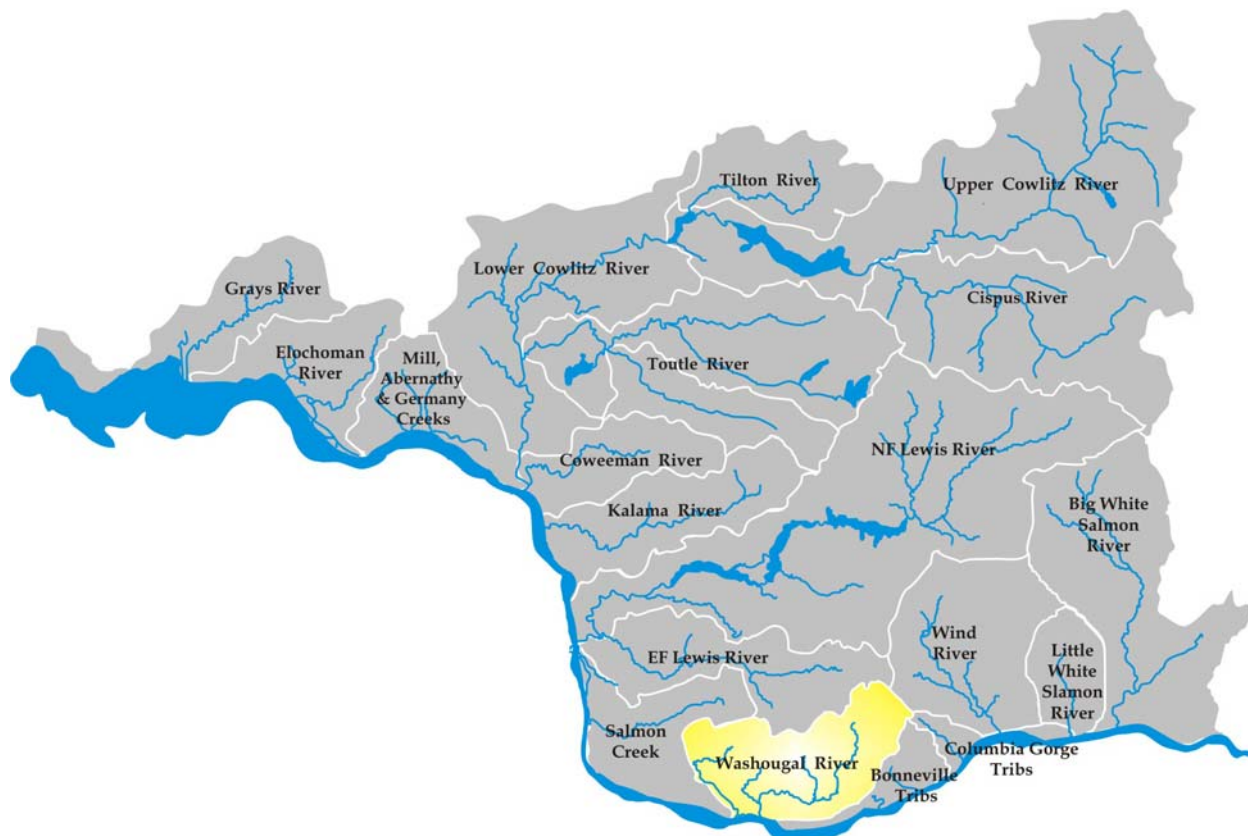 Tilton River
Upper Cowlitz River
Lower Cowlitz River
Grays River
Cispus River
Elochoman
River
Mill,
Abernathy
& Germany
Creeks
Toutle River
Coweeman River
NF Lewis River
Kalama River
Big White
Salmon
River
Wind
River
EF Lewis River
Little
White
Slamon
River
Salmon
Creek
Washougal River
Bonneville
Tribs
Columbia Gorge
Tribs